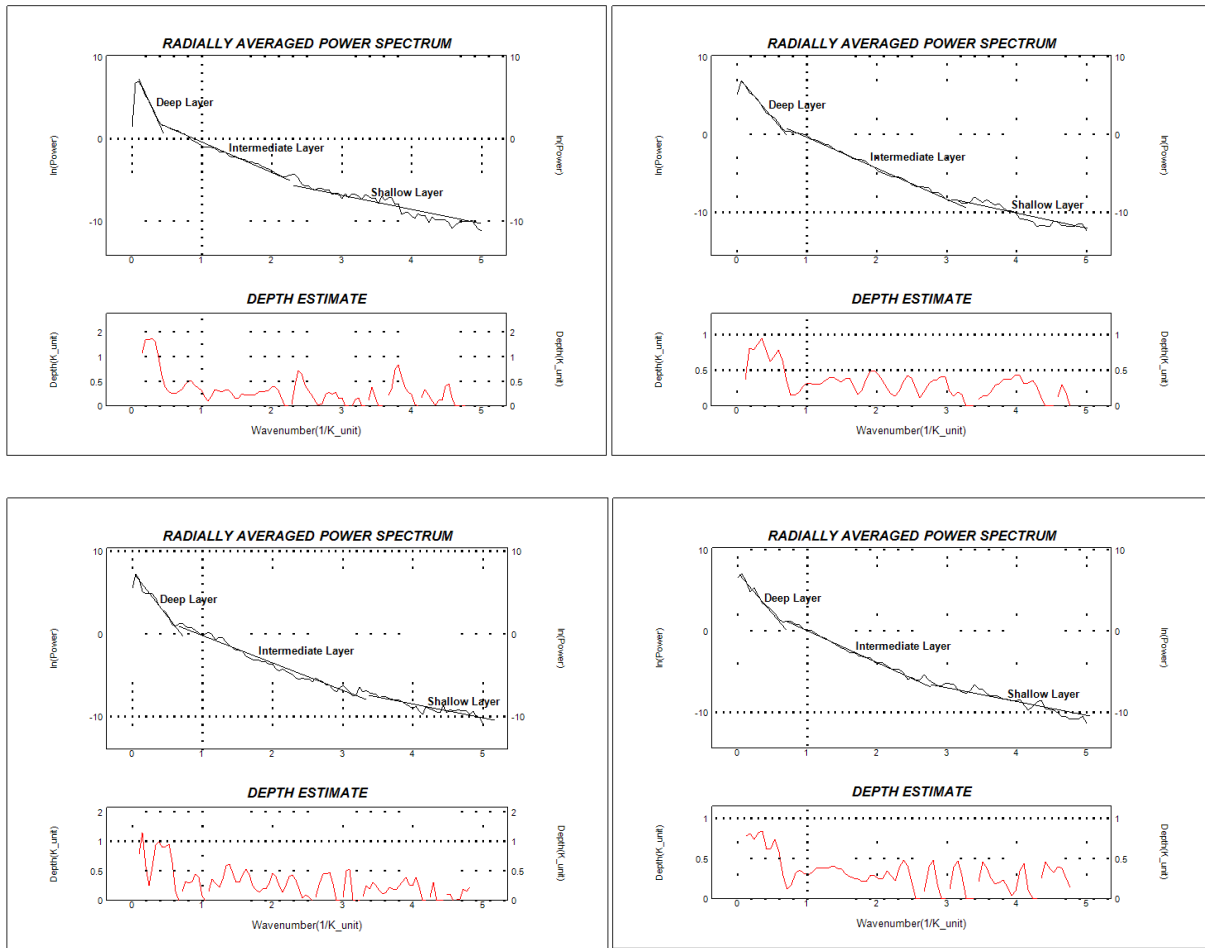 RADIALLY AVERAGED POWER SPECTRUM
10 10
Deep Layer
ln(Power) 0 Intermediate Layer 0 ln(Power)
Shallow Layer
-10 -10
0 1 2 3 4 5
DEPTH ESTIMATE
Depth(K_unit) Depth(K_unit)
2 2
1 1
0.5 0.5
0 0
0 1 2 3 4 5
Wavenumber(1/K_unit)
RADIALLY AVERAGED POWER SPECTRUM
10 10
Deep Layer
ln(Power) 0 0 ln(Power)
Intermediate Layer
Shallow Layer
-10 -10
0 1 2 3 4 5
DEPTH ESTIMATE
Depth(K_unit) Depth(K_unit)
1 1
0.5 0.5
0 0
0 1 2 3 4 5
Wavenumber(1/K_unit)
RADIALLY AVERAGED POWER SPECTRUM
10 10
Deep Layer
ln(Power) 0 0 ln(Power)
Intermediate Layer
Shallow Layer
-10 -10
0 1 2 3 4 5
DEPTH ESTIMATE
Depth(K_unit) Depth(K_unit)
2 2
1 1
0.5 0.5
0 0
0 1 2 3 4 5
Wavenumber(1/K_unit)
RADIALLY AVERAGED POWER SPECTRUM
10 10
Deep Layer
ln(Power) 0 0 ln(Power)
Intermediate Layer
Shallow Layer
-10 -10
0 1 2 3 4 5
DEPTH ESTIMATE
Depth(K_unit) Depth(K_unit)
1 1
0.5 0.5
0 0
0 1 2 3 4 5
Wavenumber(1/K_unit)